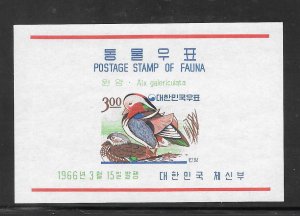 동물우표
POSTAGE STAMP OF FAUNA
원앙 · Aix galericulata
3.00 대한민국우표
원앙
1966년 3월 15일 발행 대한민국 체신부